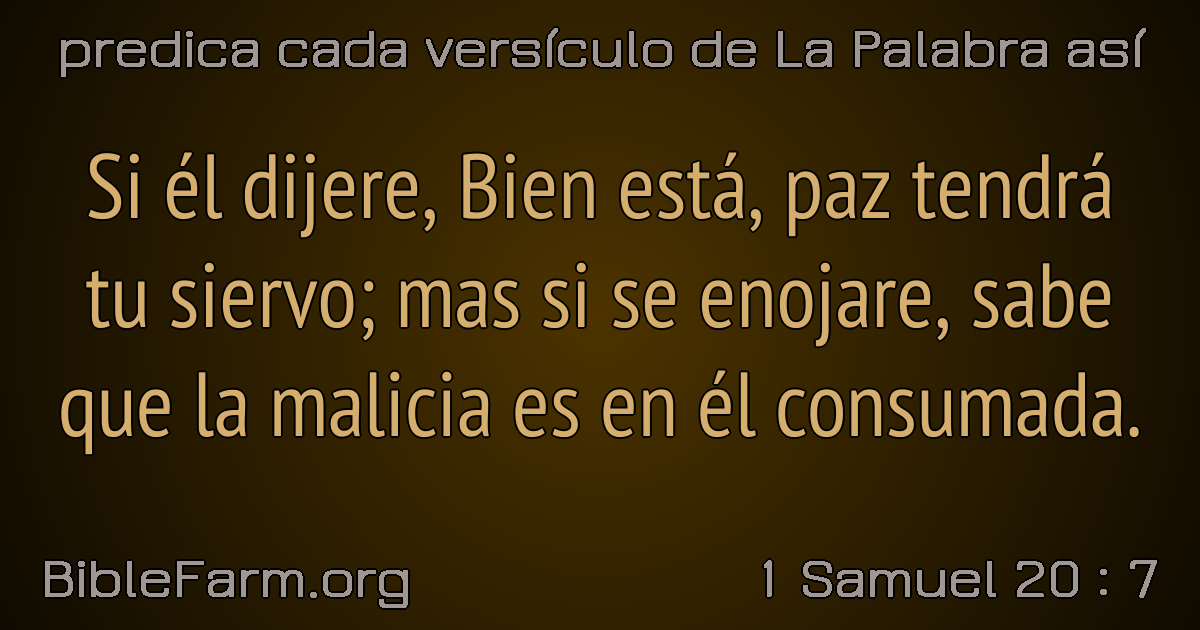 predica cada versículo de La Palabra así
Si él dijere, Bien está, paz tendrá
tu siervo; mas si se enojare, sabe
que la malicia es en él consumada.
BibleFarm.org
1 Samuel 20 : 7